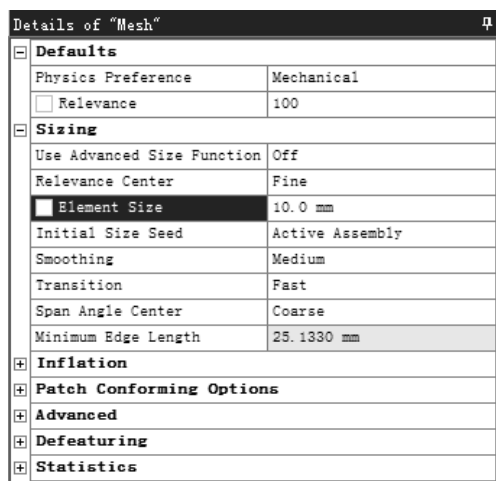 Details of "Mesh"
Defaults
Physics Preference Mechanical
Relevance 100
Sizing
Use Advanced Size Function Off
Relevance Center Fine
Element Size 10.0 mm
Initial Size Seed Active Assembly
Smoothing Medium
Transition Fast
Span Angle Center Coarse
Minimum Edge Length 25.1330 mm
Inflation
Patch Conforming Options
Advanced
Defeaturing
Statistics